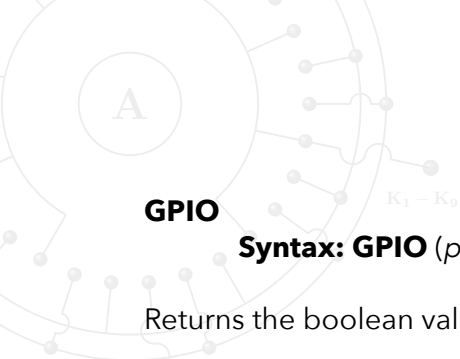 A
K₁ – K₉
GPIO
Syntax: GPIO (p
Returns the boolean val